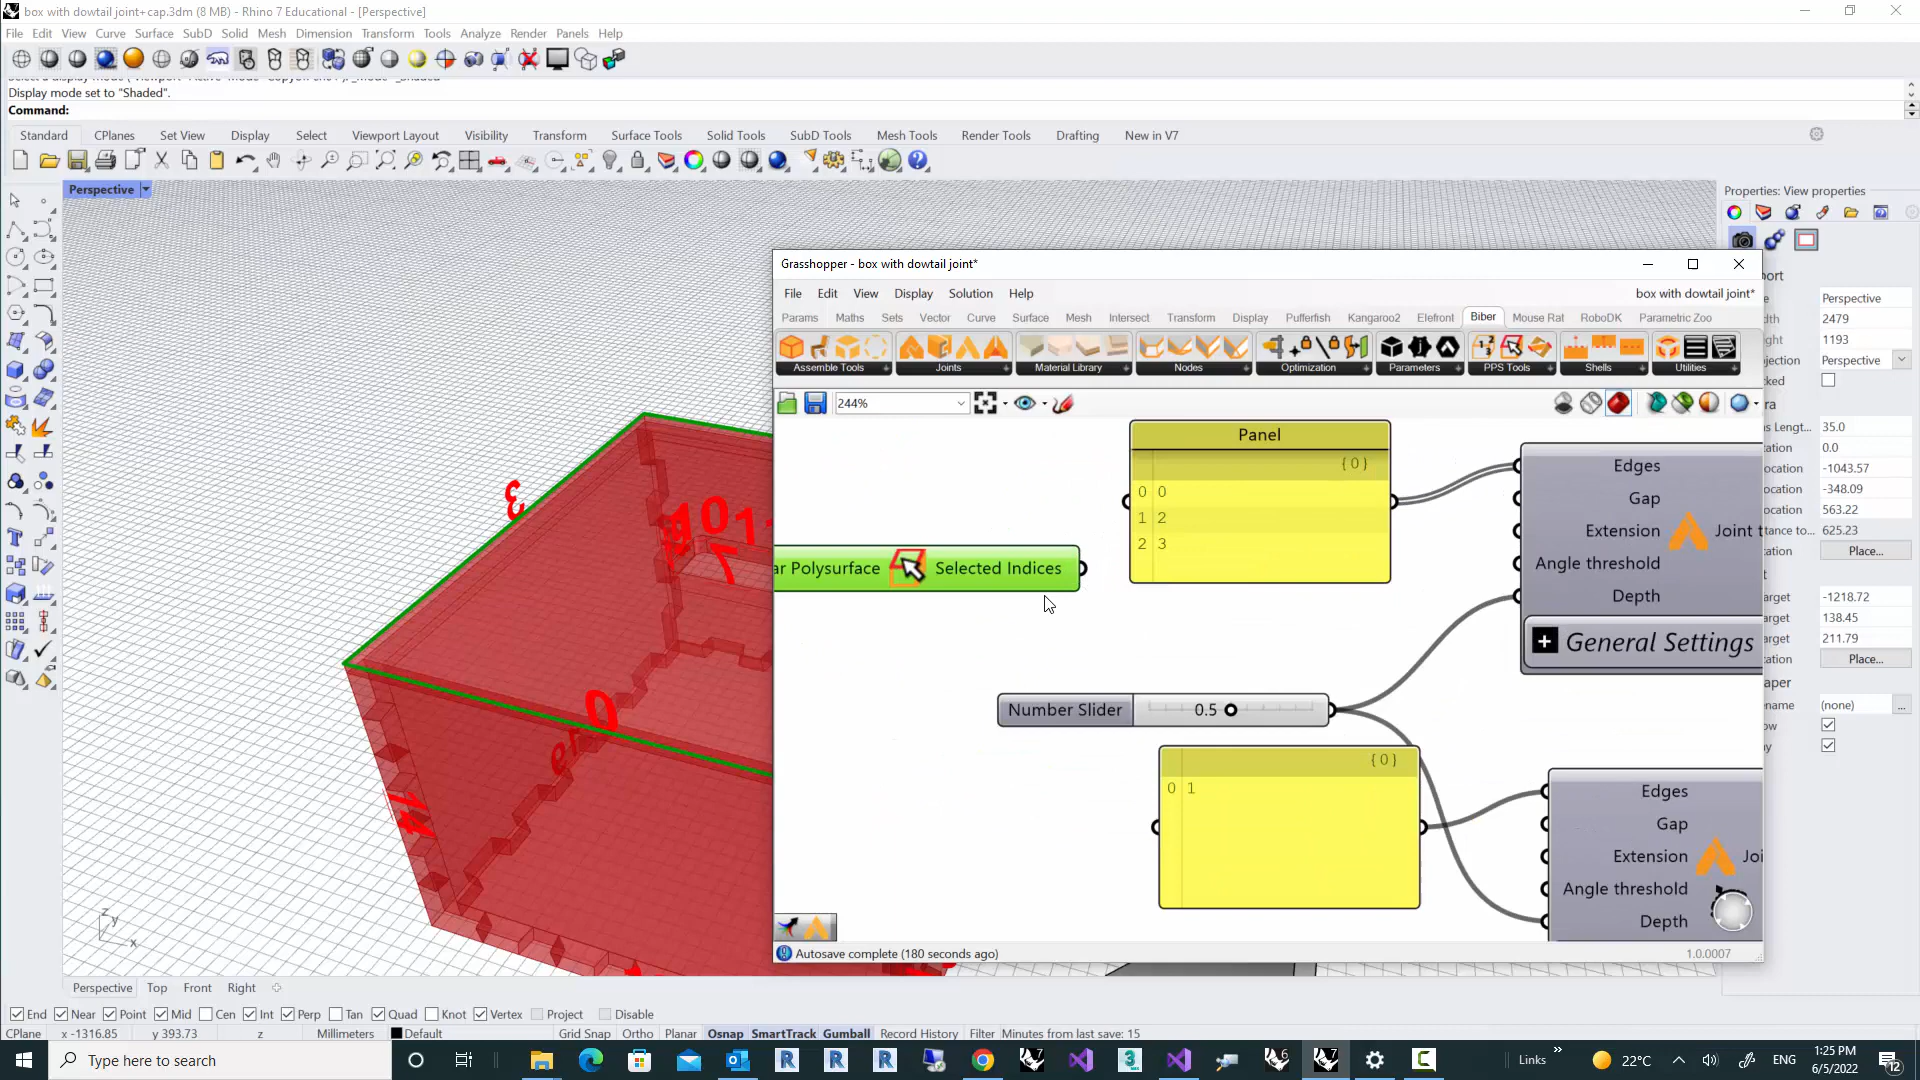 box with dowtail joint+cap.3dm (8 MB) - Rhino 7 Educational - [Perspective]
File Edit View Curve Surface SubD Solid Mesh Dimension Transform Tools Analyze Render Panels Help
Display mode set to "Shaded".
Command:
Standard CPlanes Set View Display Select Viewport Layout Visibility Transform Surface Tools Solid Tools SubD Tools Mesh Tools Render Tools Drafting New in V7
Perspective
Properties: View properties
Grasshopper - box with dowtail joint*
File Edit View Display Solution Help
box with dowtail joint*
Params Maths Sets Vector Curve Surface Mesh Intersect Transform Display Pufferfish Kangaroo2 Elefront Biber Mouse Rat RoboDK Parametric Zoo
Assemble Tools Joints Material Library Nodes Optimization Parameters PPS Tools Shells Utilities
244%
Panel
{0}
0 0
1 2
2 3
ar Polysurface Selected Indices
Edges
Gap
Extension Joint
Angle threshold
Depth
General Settings
Number Slider 0.5
{0}
0 1
Edges
Gap
Extension Joi
Angle threshold
Depth
Autosave complete (180 seconds ago)
1.0.0007
ort
Perspective
2479
1193
Perspective
35.0
0.0
-1043.57
-348.09
563.22
625.23
Place...
-1218.72
138.45
211.79
Place...
(none) ...
3
10
7
0
14
Perspective Top Front Right
End Near Point Mid Cen Int Perp Tan Quad Knot Vertex Project Disable
CPlane x -1316.85 y 393.73 z Millimeters Default Grid Snap Ortho Planar Osnap SmartTrack Gumball Record History Filter Minutes from last save: 15
Type here to search
Links
22°C
ENG
1:25 PM
6/5/2022
12
z
y
x